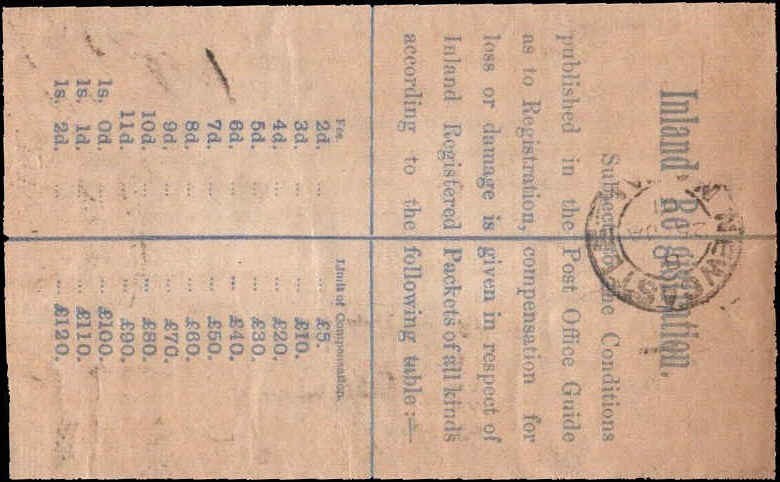 Inland Registration.
Subject to the Conditions
published in the Post Office Guide
as to Registration, compensation for
loss or damage is given in respect of
Inland Registered Packets of all kinds
according to the following table :—
Fee. Limit of Compensation.
2d. ... £5.
3d. ... £10.
4d. ... £20.
5d. ... £30.
6d. ... £40.
7d. ... £50.
8d. ... £60.
9d. ... £70.
10d. ... £80.
11d. ... £90.
1s. 0d. ... £100.
1s. 1d. ... £110.
1s. 2d. ... £120.
NEWCASTLE